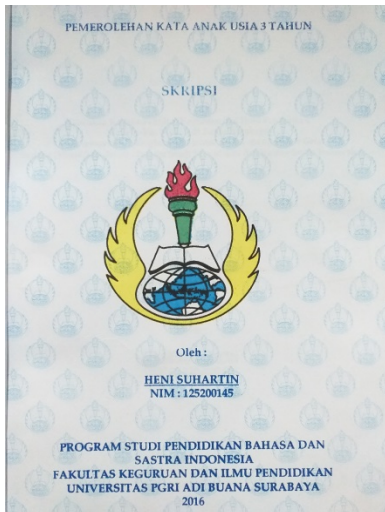 PEMEROLEHAN KATA ANAK USIA 3 TAHUN
SKRIPSI
Oleh :
HENI SUHARTIN
NIM : 125200145
PROGRAM STUDI PENDIDIKAN BAHASA DAN
SASTRA INDONESIA
FAKULTAS KEGURUAN DAN ILMU PENDIDIKAN
UNIVERSITAS PGRI ADI BUANA SURABAYA
2016